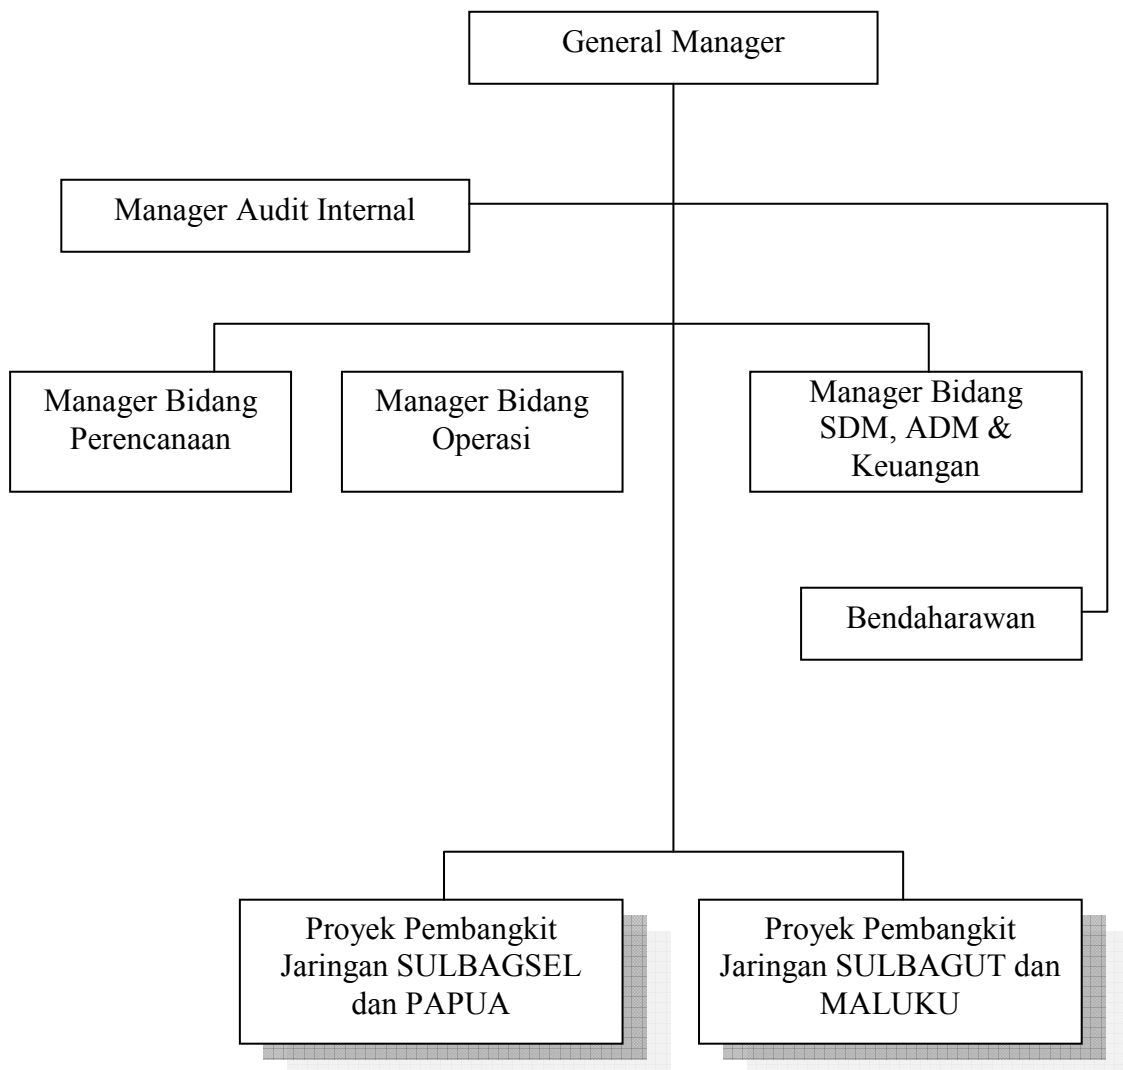 General Manager
Manager Audit Internal
Manager Bidang
Perencanaan
Manager Bidang
Operasi
Manager Bidang
SDM, ADM &
Keuangan
Bendaharawan
Proyek Pembangkit
Jaringan SULBAGSEL
dan PAPUA
Proyek Pembangkit
Jaringan SULBAGUT dan
MALUKU